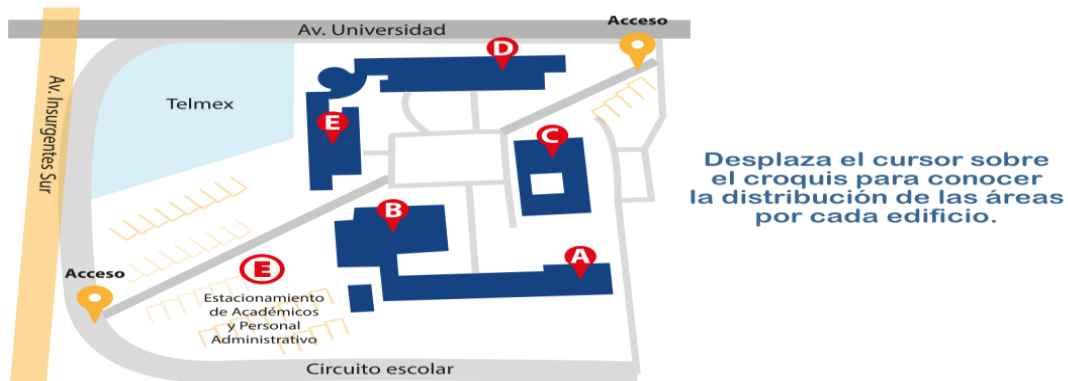 Acceso
Av. Universidad
D
Av. Insurgentes Sur
Telmex
E
C
Desplaza el cursor sobre
el croquis para conocer
la distribución de las áreas
por cada edificio.
B
A
E
Acceso
Estacionamiento
de Académicos
y Personal
Administrativo
Circuito escolar